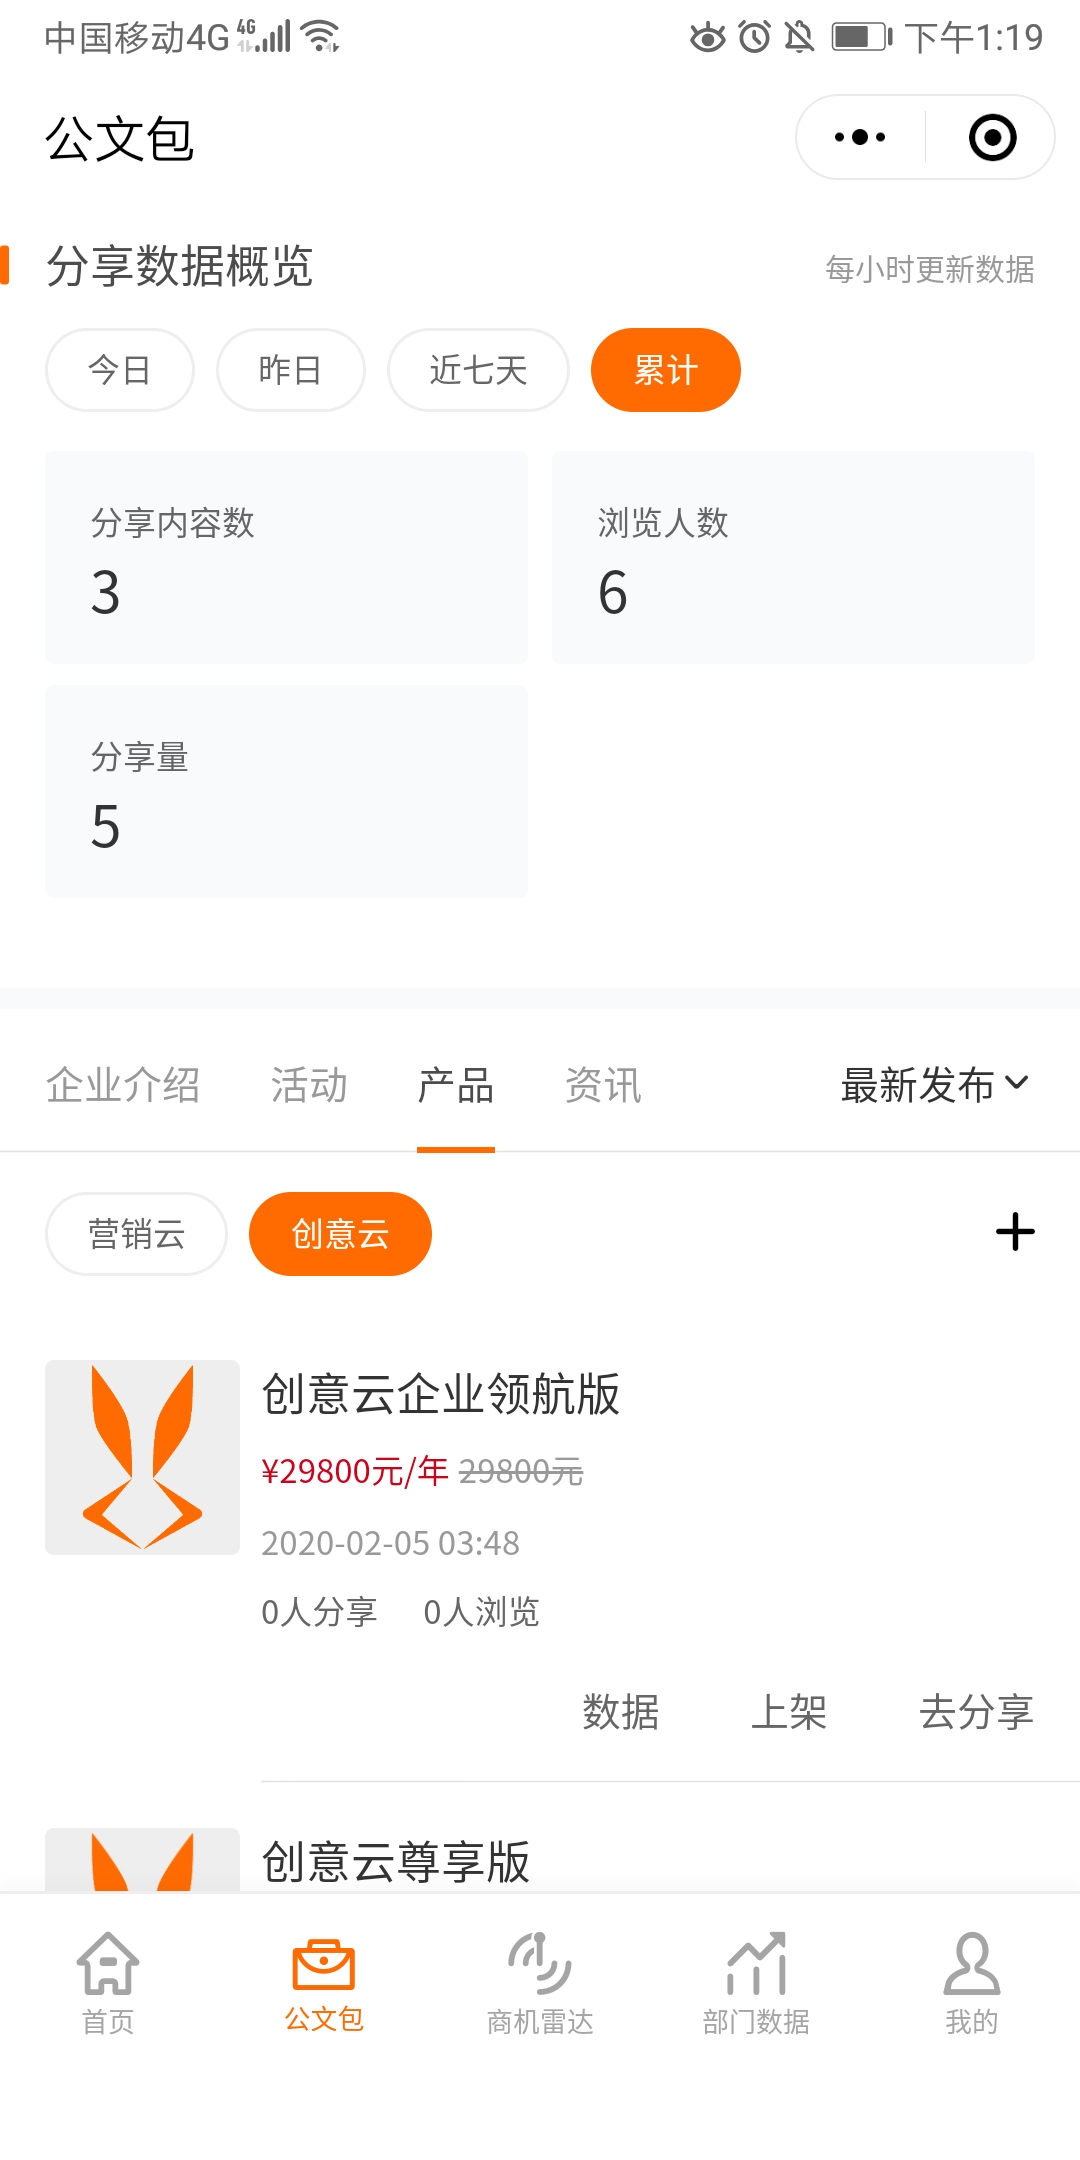 中国移动4G 4G 下午1:19
公文包
分享数据概览 每小时更新数据
今日 昨日 近七天 累计
分享内容数 浏览人数
3 6
分享量
5
企业介绍 活动 产品 资讯 最新发布
营销云 创意云
创意云企业领航版
¥29800元/年 29800元
2020-02-05 03:48
0人分享 0人浏览
数据 上架 去分享
创意云尊享版
首页 公文包 商机雷达 部门数据 我的